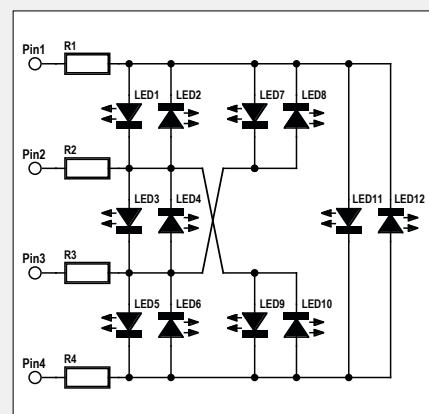 R1
Pin1
LED1 LED2 LED7 LED8
R2
Pin2
LED3 LED4 LED11 LED12
R3
Pin3
LED5 LED6 LED9 LED10
R4
Pin4